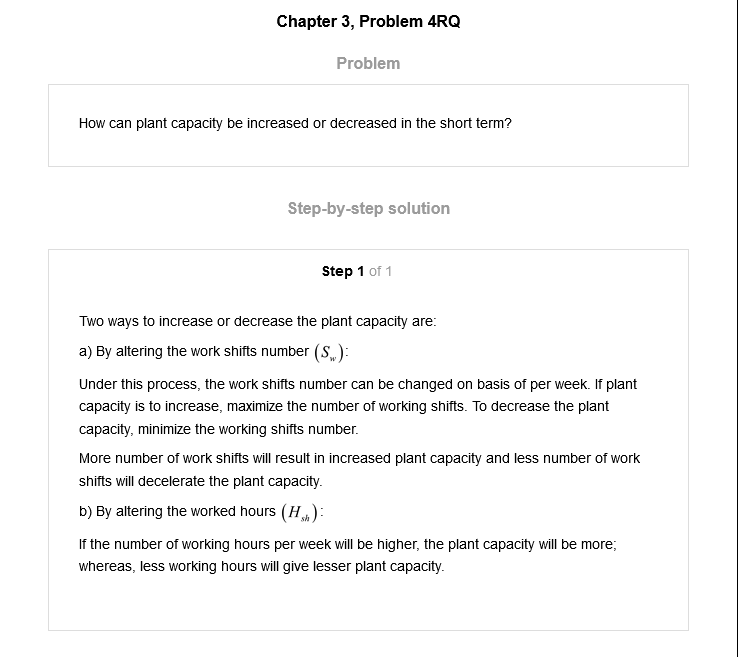 Chapter 3, Problem 4RQ
Problem
How can plant capacity be increased or decreased in the short term?
Step-by-step solution
Step 1 of 1
Two ways to increase or decrease the plant capacity are:
a) By altering the work shifts number (S_w):
Under this process, the work shifts number can be changed on basis of per week. If plant
capacity is to increase, maximize the number of working shifts. To decrease the plant
capacity, minimize the working shifts number.
More number of work shifts will result in increased plant capacity and less number of work
shifts will decelerate the plant capacity.
b) By altering the worked hours (H_sh):
If the number of working hours per week will be higher, the plant capacity will be more;
whereas, less working hours will give lesser plant capacity.